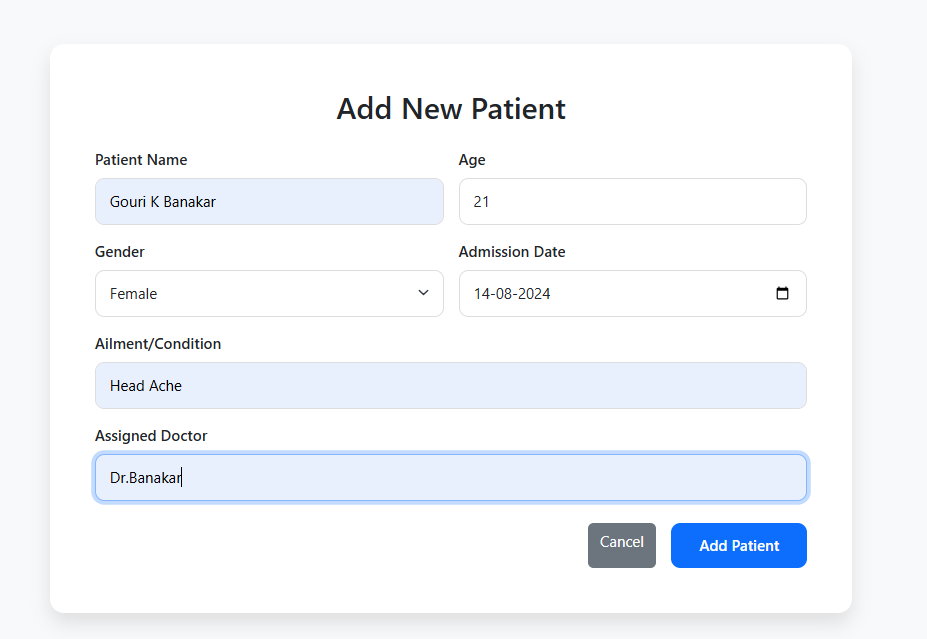 Add New Patient
Patient Name Age
Gouri K Banakar 21
Gender Admission Date
Female 14-08-2024
Ailment/Condition
Head Ache
Assigned Doctor
Dr.Banakar
Cancel Add Patient